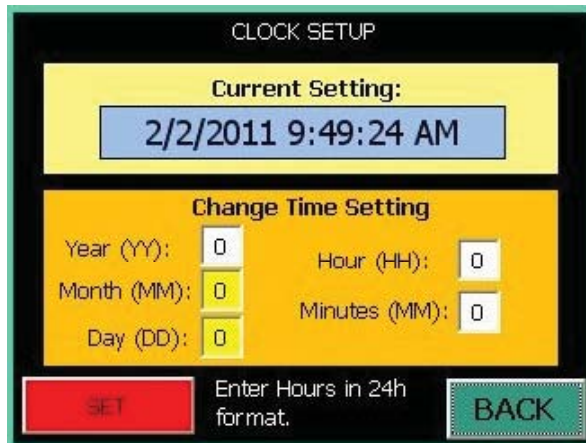 CLOCK SETUP
Current Setting:
2/2/2011 9:49:24 AM
Change Time Setting
Year (YY): 0
Month (MM): 0
Day (DD): 0
Hour (HH): 0
Minutes (MM): 0
SET
Enter Hours in 24h
format.
BACK